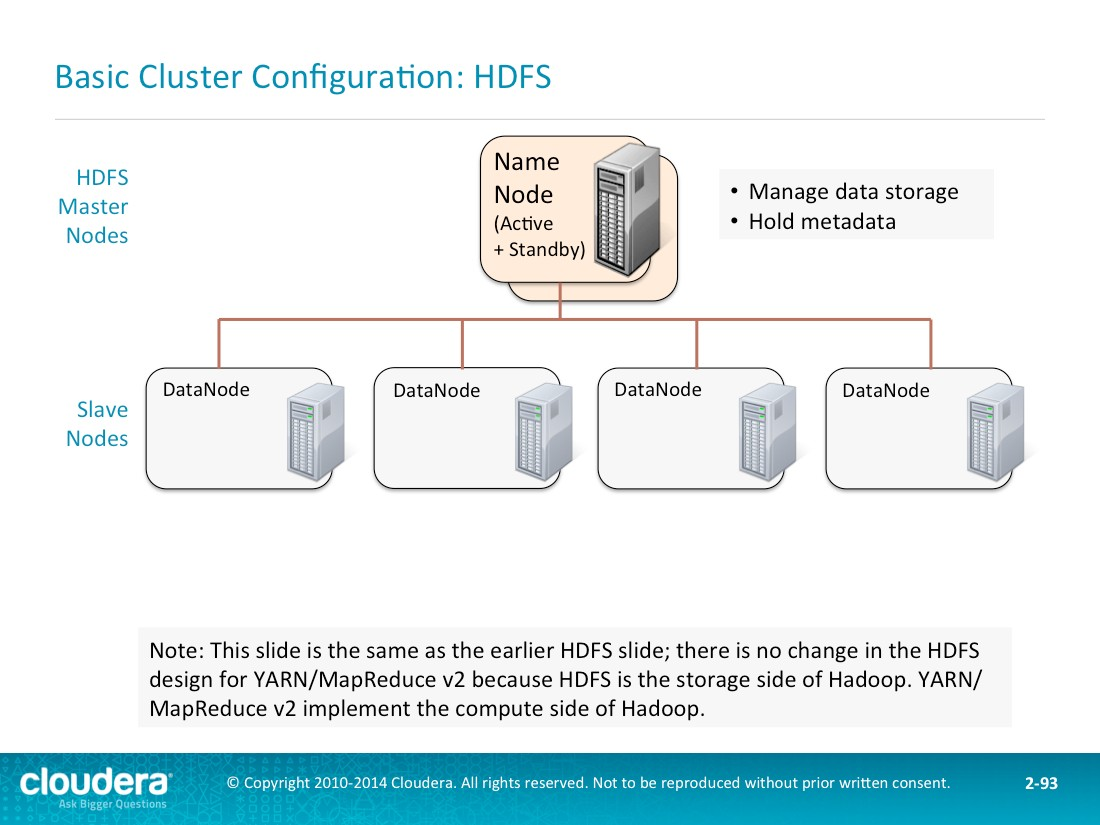 Basic Cluster Configuration: HDFS
HDFS
Master
Nodes
Name
Node
(Active
+ Standby)
• Manage data storage
• Hold metadata
Slave
Nodes
DataNode
DataNode
DataNode
DataNode
Note: This slide is the same as the earlier HDFS slide; there is no change in the HDFS
design for YARN/MapReduce v2 because HDFS is the storage side of Hadoop. YARN/
MapReduce v2 implement the compute side of Hadoop.
cloudera
Ask Bigger Questions
© Copyright 2010-2014 Cloudera. All rights reserved. Not to be reproduced without prior written consent.
2-93